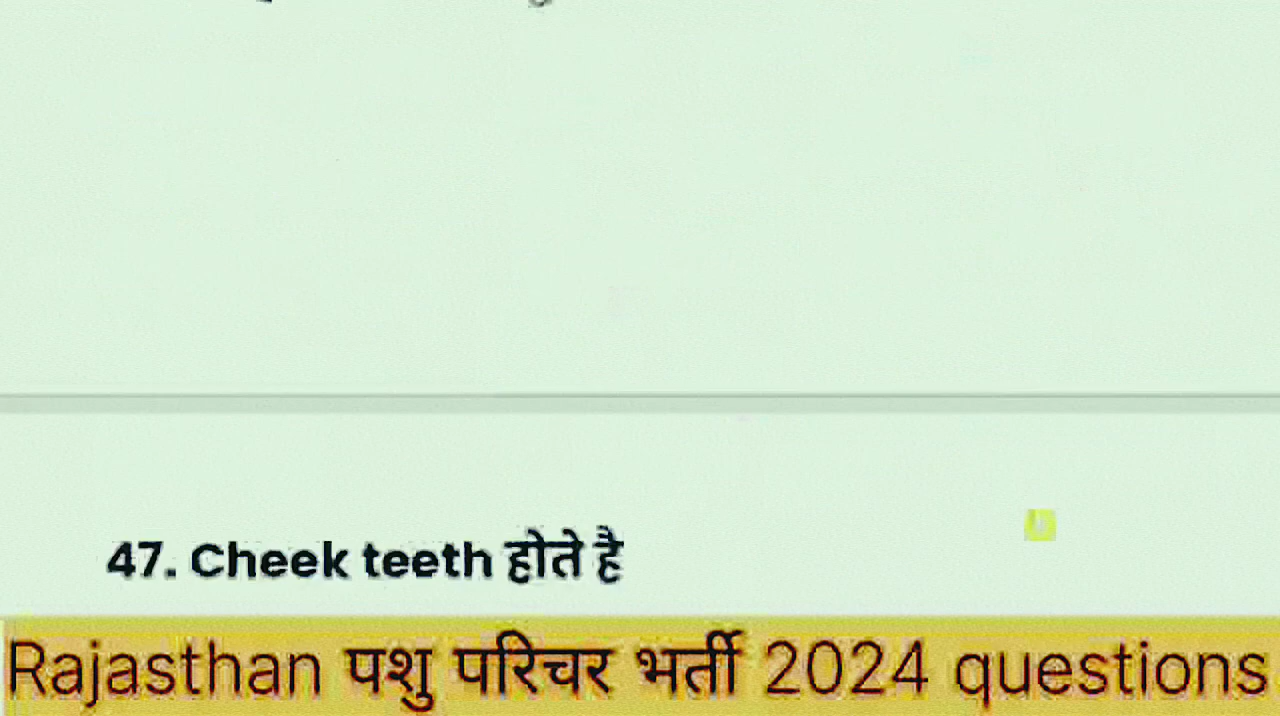 47. Cheek teeth होते है
Rajasthan पशु परिचर भर्ती 2024 questions